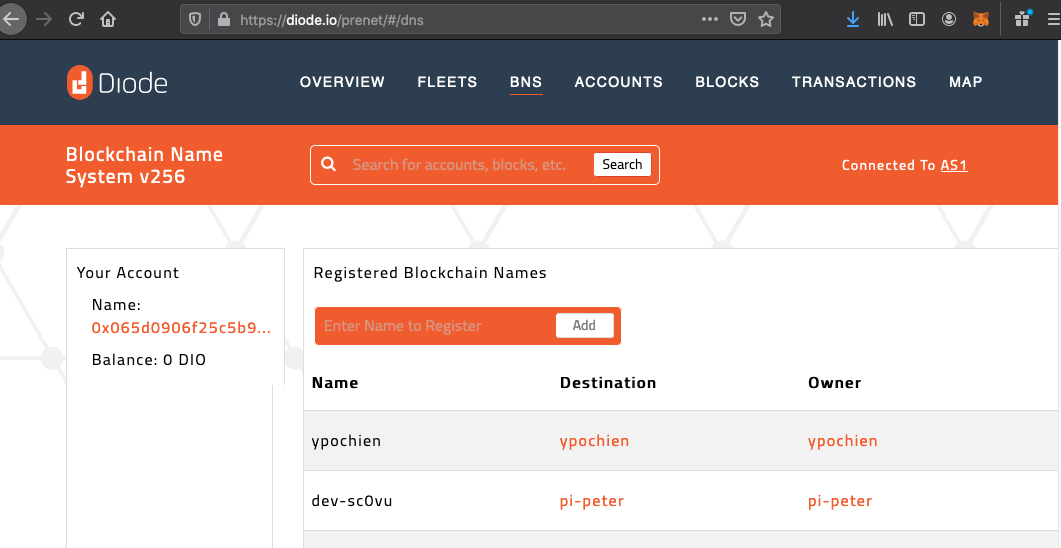 https://diode.io/prenet/#/dns
Diode
OVERVIEW FLEETS BNS ACCOUNTS BLOCKS TRANSACTIONS MAP
Blockchain Name
System v256
Search for accounts, blocks, etc. Search
Connected To AS1
Your Account
Name:
0x065d0906f25c5b9...
Balance: 0 DIO
Registered Blockchain Names
Enter Name to Register Add
Name Destination Owner
ypochien ypochien ypochien
dev-sc0vu pi-peter pi-peter